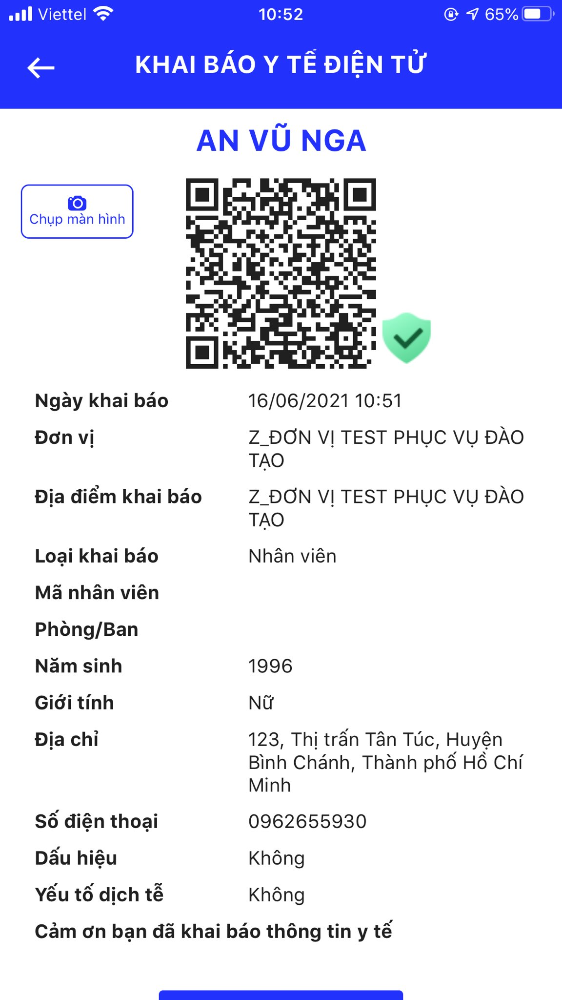 Viettel 10:52 65%
KHAI BÁO Y TẾ ĐIỆN TỬ
AN VŨ NGA
Chụp màn hình
Ngày khai báo 16/06/2021 10:51
Đơn vị Z_ĐƠN VỊ TEST PHỤC VỤ ĐÀO
TẠO
Địa điểm khai báo Z_ĐƠN VỊ TEST PHỤC VỤ ĐÀO
TẠO
Loại khai báo Nhân viên
Mã nhân viên
Phòng/Ban
Năm sinh 1996
Giới tính Nữ
Địa chỉ 123, Thị trấn Tân Túc, Huyện
Bình Chánh, Thành phố Hồ Chí
Minh
Số điện thoại 0962655930
Dấu hiệu Không
Yếu tố dịch tễ Không
Cảm ơn bạn đã khai báo thông tin y tế